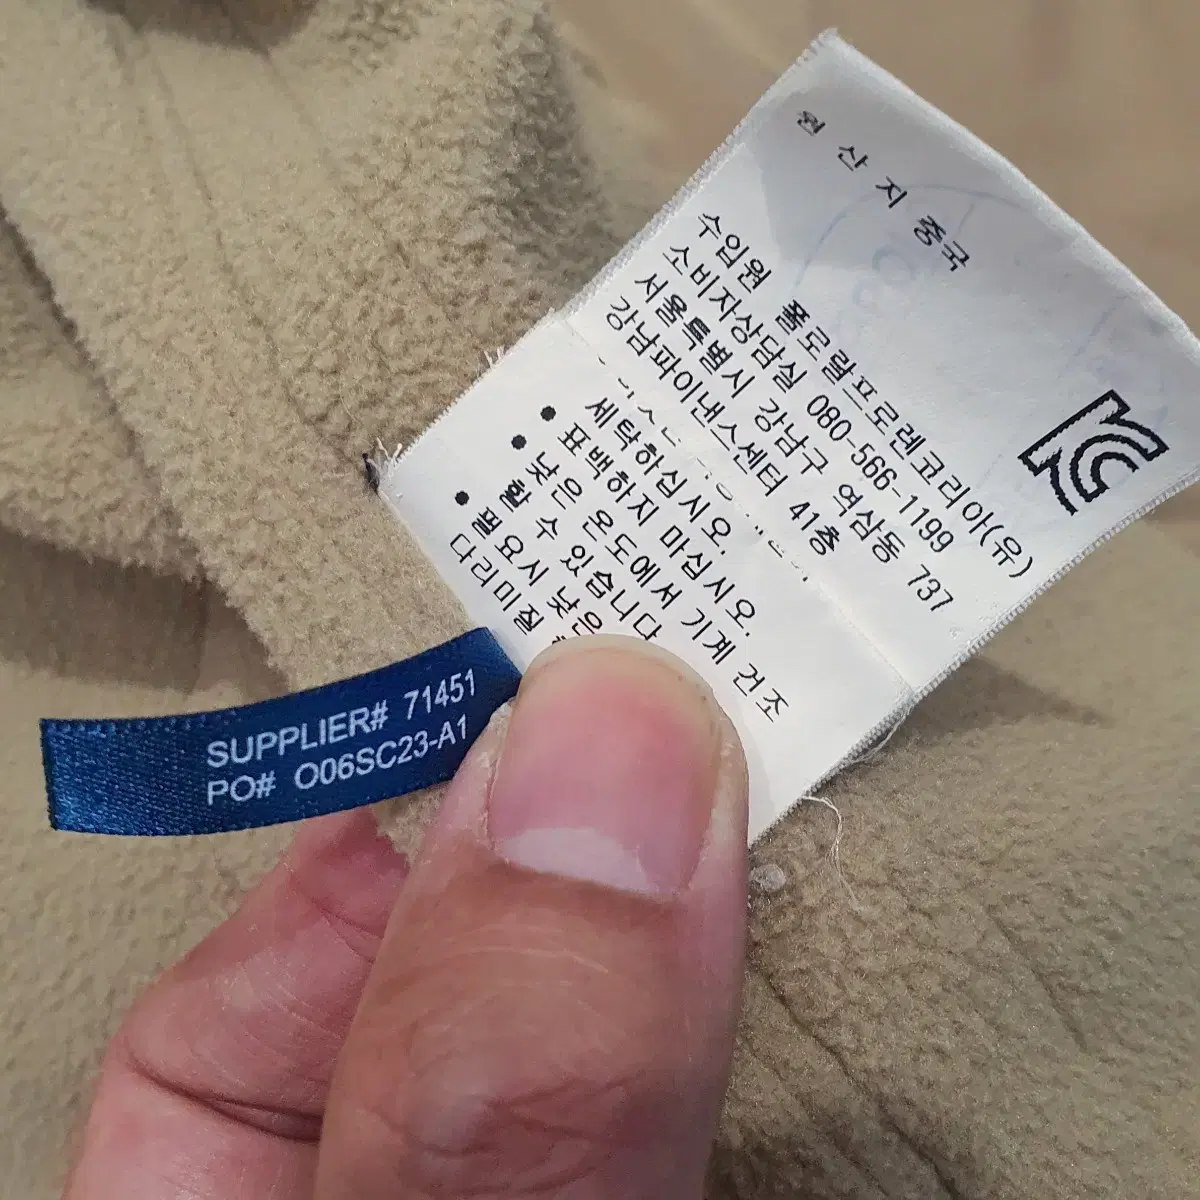 원 산 지 중국
수입원 폴로랄프로렌코리아(유)
소비자상담실 080-566-1199
서울특별시 강남구 역삼동 737
강남파이낸스센터 41층
세탁하십시오.
● 표백하지 마십시오.
● 낮은 온도에서 기계 건조
할 수 있습니다
● 필요시 낮은
다리미질
SUPPLIER# 71451
PO# O06SC23-A1